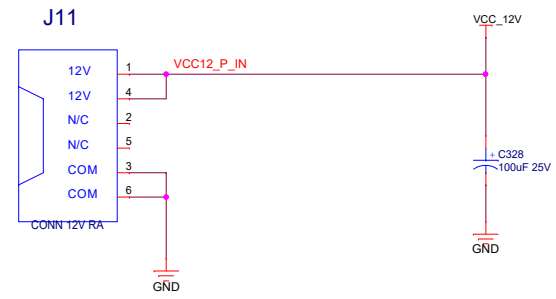 J11
VCC_12V
12V 1 VCC12_P_IN
12V 4
N/C 2
N/C 5
COM 3
COM 6
CONN 12V RA
+ C328
100uF 25V
GND
GND